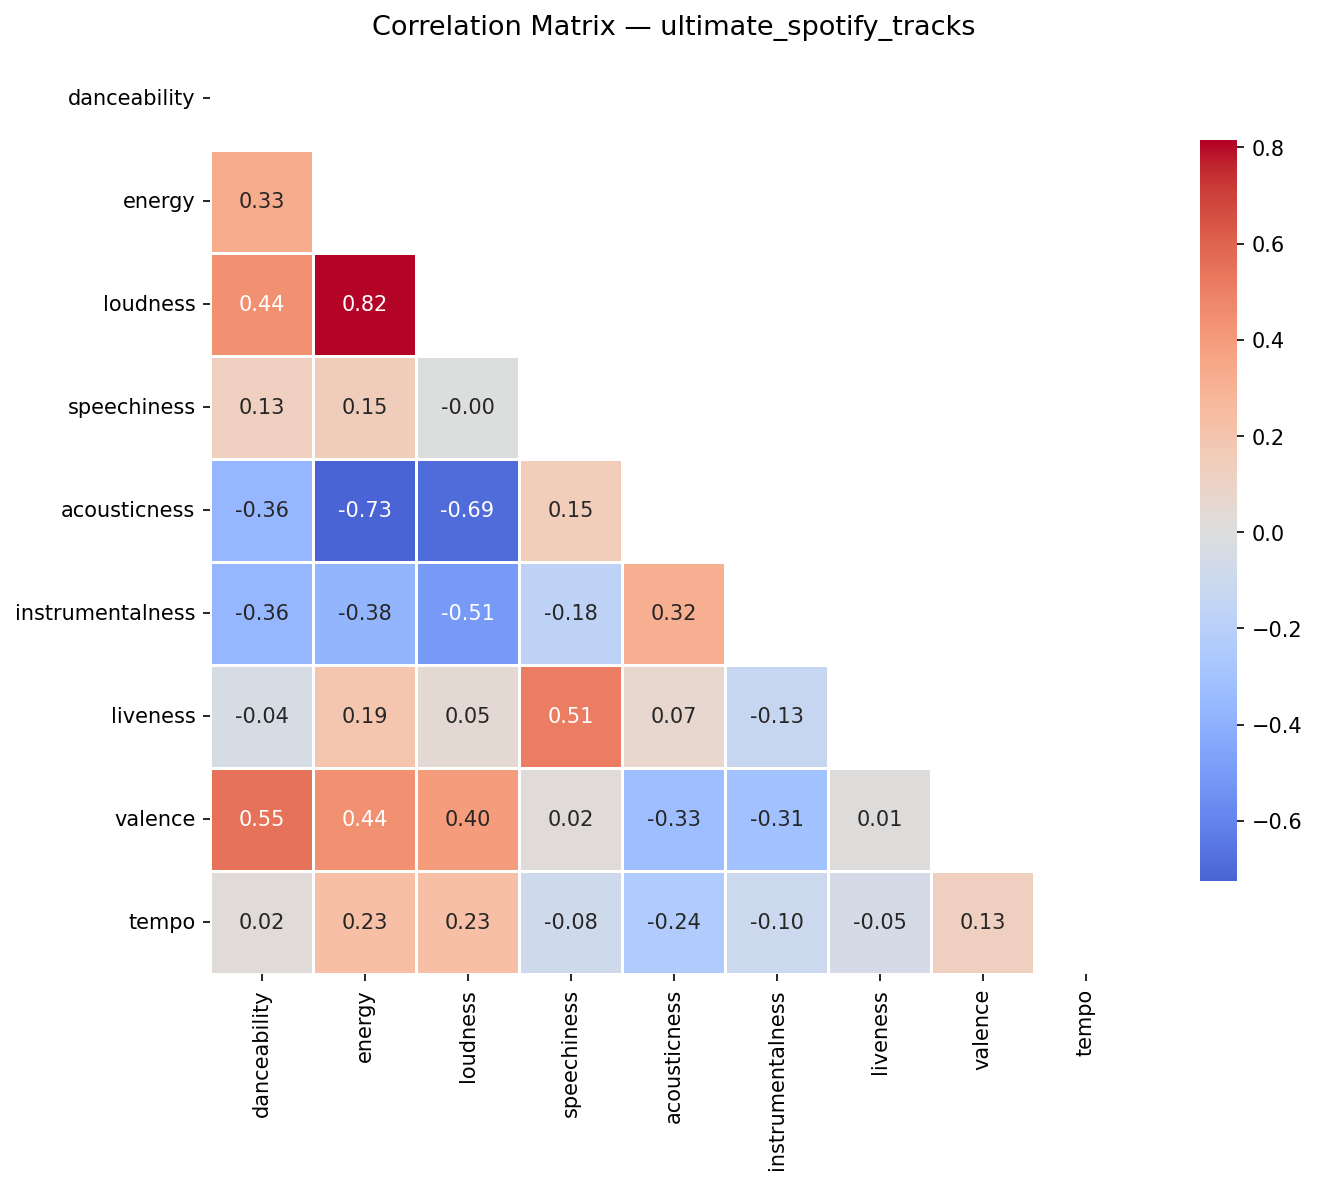 Correlation Matrix — ultimate_spotify_tracks
danceability
energy 0.33
loudness 0.44 0.82
speechiness 0.13 0.15 -0.00
acousticness -0.36 -0.73 -0.69 0.15
instrumentalness -0.36 -0.38 -0.51 -0.18 0.32
liveness -0.04 0.19 0.05 0.51 0.07 -0.13
valence 0.55 0.44 0.40 0.02 -0.33 -0.31 0.01
tempo 0.02 0.23 0.23 -0.08 -0.24 -0.10 -0.05 0.13
danceability
energy
loudness
speechiness
acousticness
instrumentalness
liveness
valence
tempo
0.8
0.6
0.4
0.2
0.0
−0.2
−0.4
−0.6